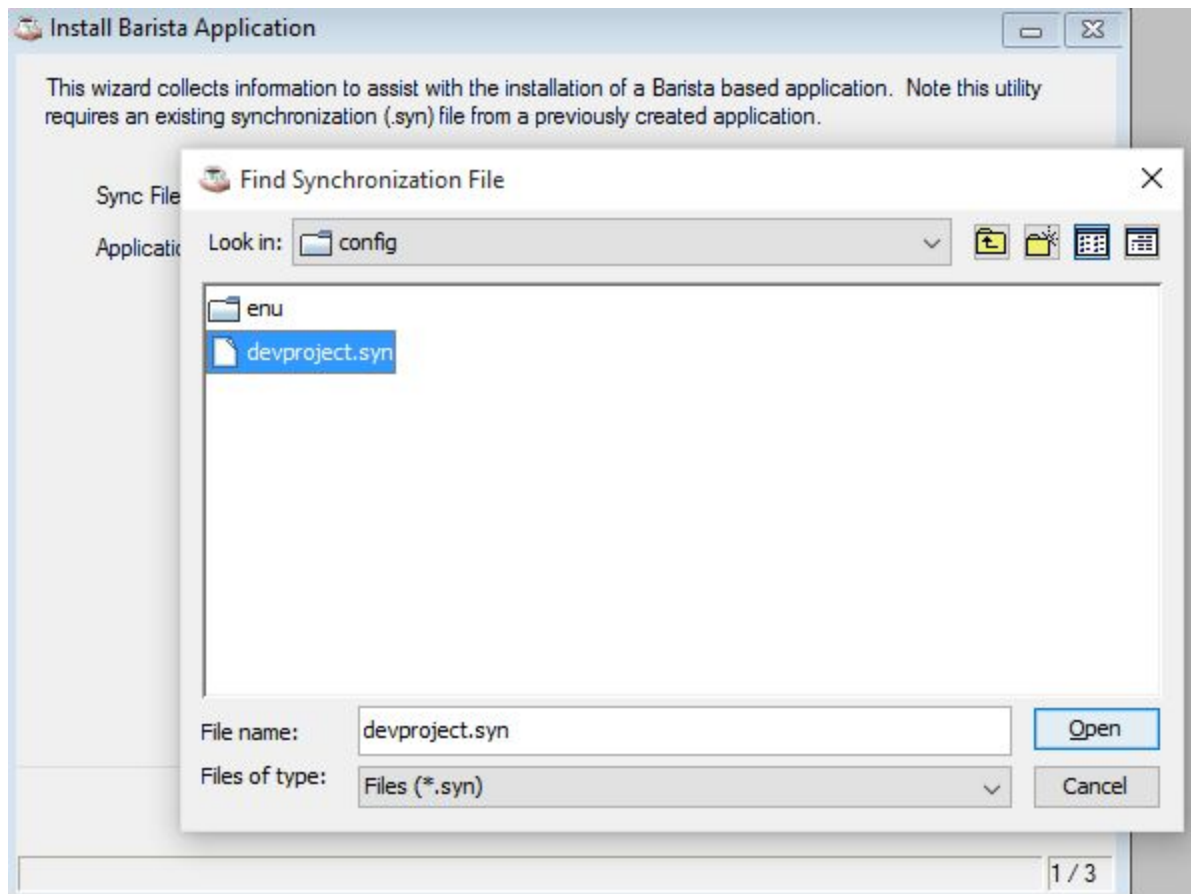 Install Barista Application
This wizard collects information to assist with the installation of a Barista based application.  Note this utility
requires an existing synchronization (.syn) file from a previously created application.
Find Synchronization File
Sync File
Look in: config
enu
devproject.syn
File name: devproject.syn
Open
Files of type: Files (*.syn)
Cancel
1 / 3